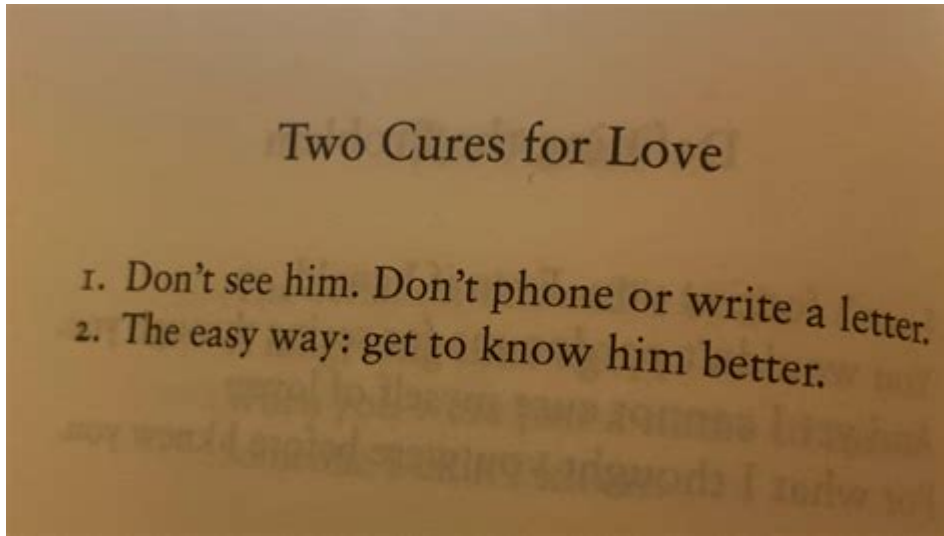 Two Cures for Love
1. Don't see him. Don't phone or write a letter.
2. The easy way: get to know him better.